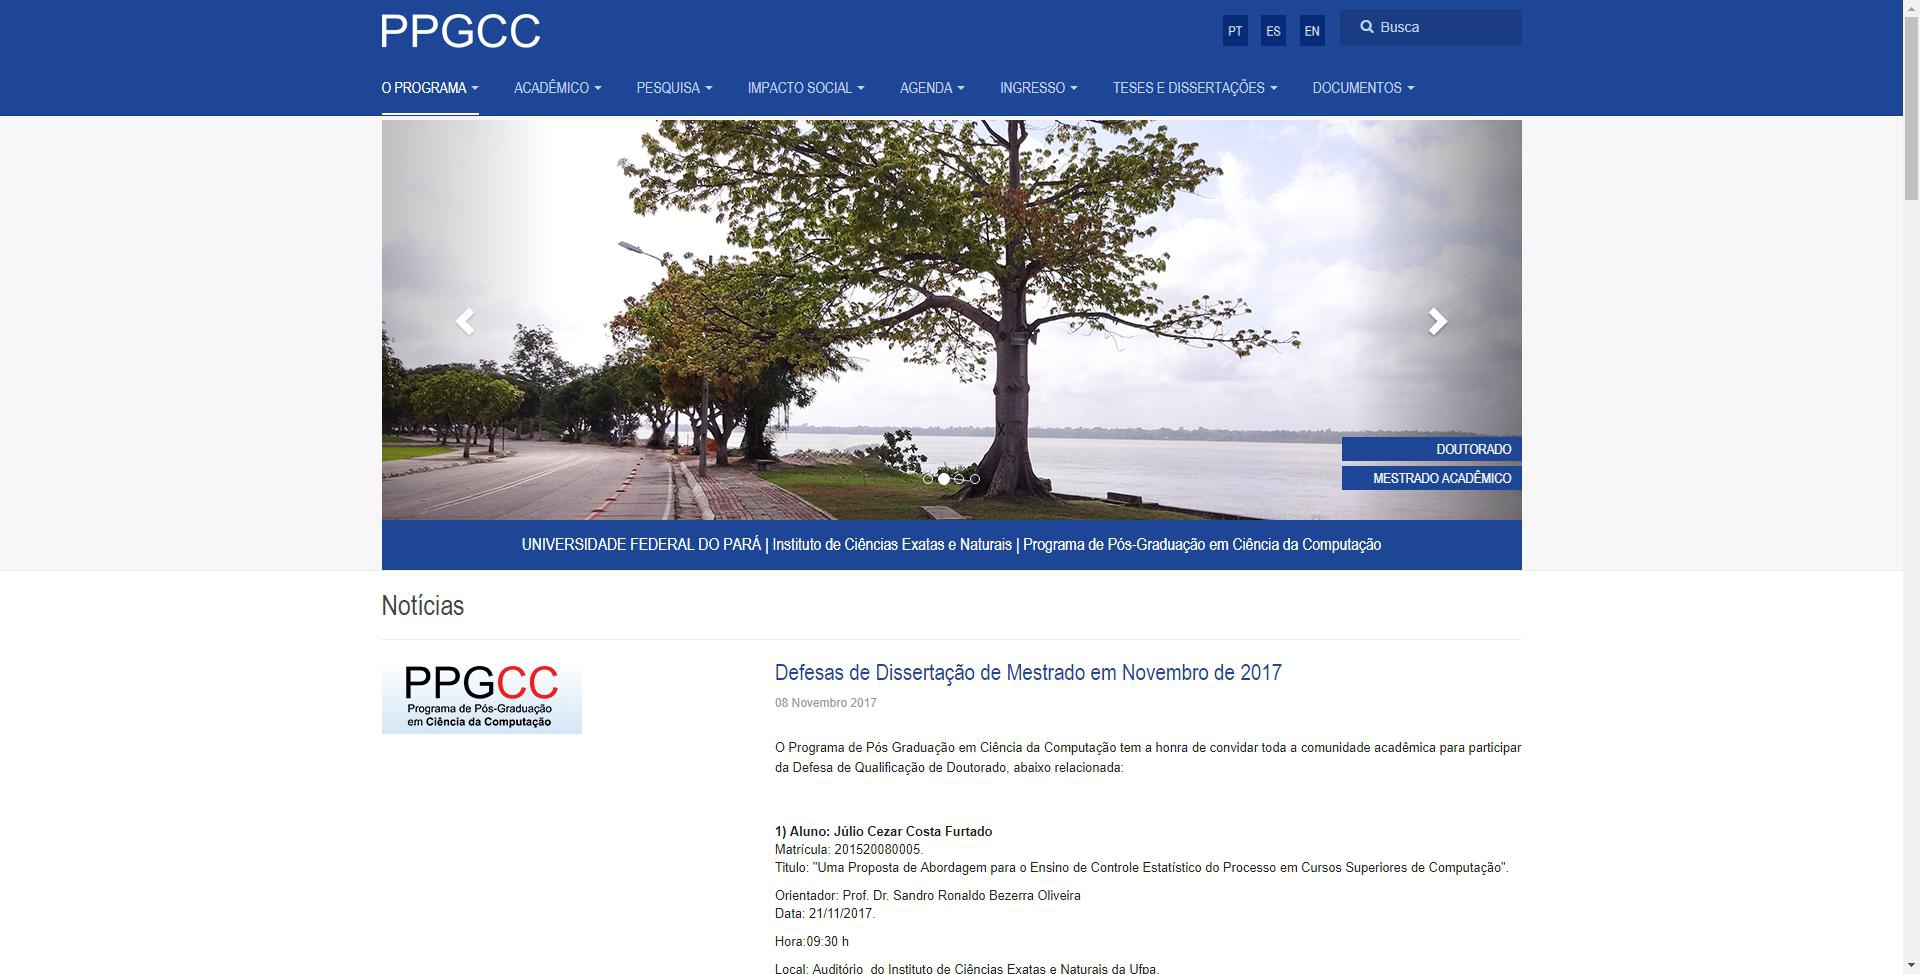 PPGCC
PT ES EN Busca
O PROGRAMA ACADÊMICO PESQUISA IMPACTO SOCIAL AGENDA INGRESSO TESES E DISSERTAÇÕES DOCUMENTOS
DOUTORADO
MESTRADO ACADÊMICO
UNIVERSIDADE FEDERAL DO PARÁ | Instituto de Ciências Exatas e Naturais | Programa de Pós-Graduação em Ciência da Computação
Notícias
PPGCC
Programa de Pós-Graduação
em Ciência da Computação
Defesas de Dissertação de Mestrado em Novembro de 2017
08 Novembro 2017
O Programa de Pós Graduação em Ciência da Computação tem a honra de convidar toda a comunidade acadêmica para participar
da Defesa de Qualificação de Doutorado, abaixo relacionada:
1) Aluno: Júlio Cezar Costa Furtado
Matrícula: 201520080005.
Titulo: "Uma Proposta de Abordagem para o Ensino de Controle Estatístico do Processo em Cursos Superiores de Computação".
Orientador: Prof. Dr. Sandro Ronaldo Bezerra Oliveira
Data: 21/11/2017.
Hora:09:30 h
Local: Auditório do Instituto de Ciências Exatas e Naturais da Ufpa.